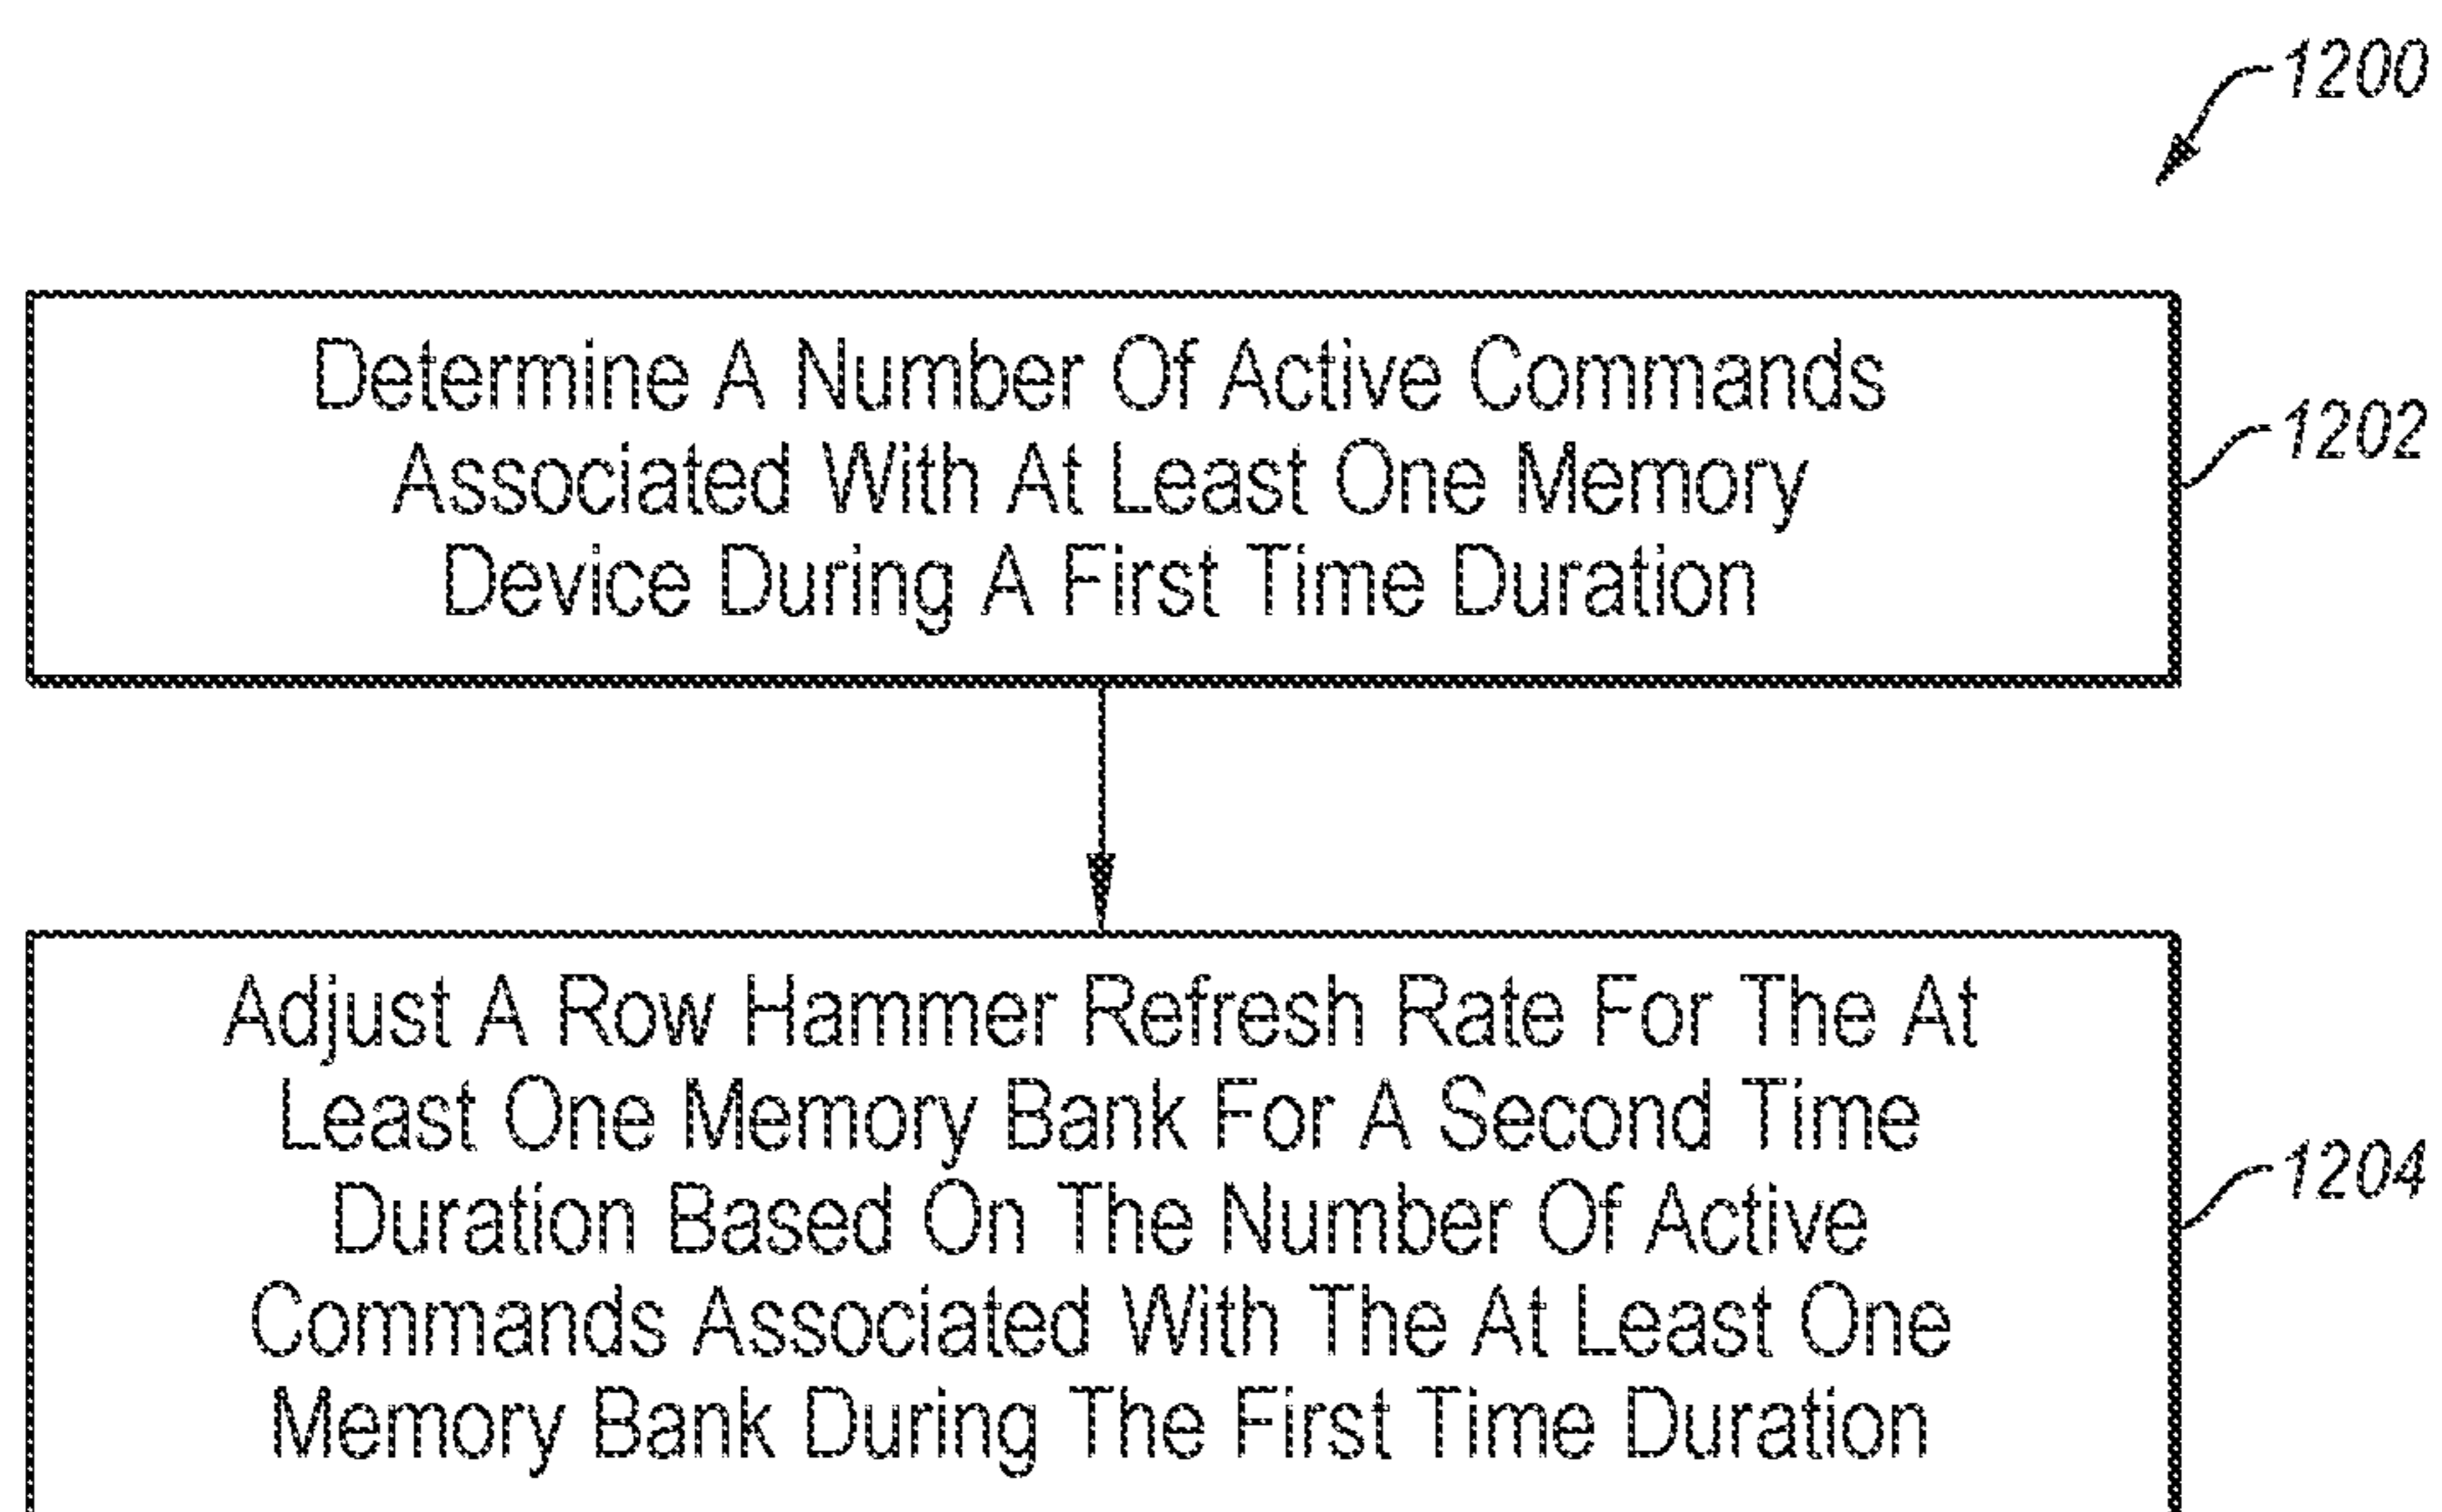 1200
Determine A Number Of Active Commands
Associated With At Least One Memory
Device During A First Time Duration
1202
Adjust A Row Hammer Refresh Rate For The At
Least One Memory Bank For A Second Time
Duration Based On The Number Of Active
Commands Associated With The At Least One
Memory Bank During The First Time Duration
1204